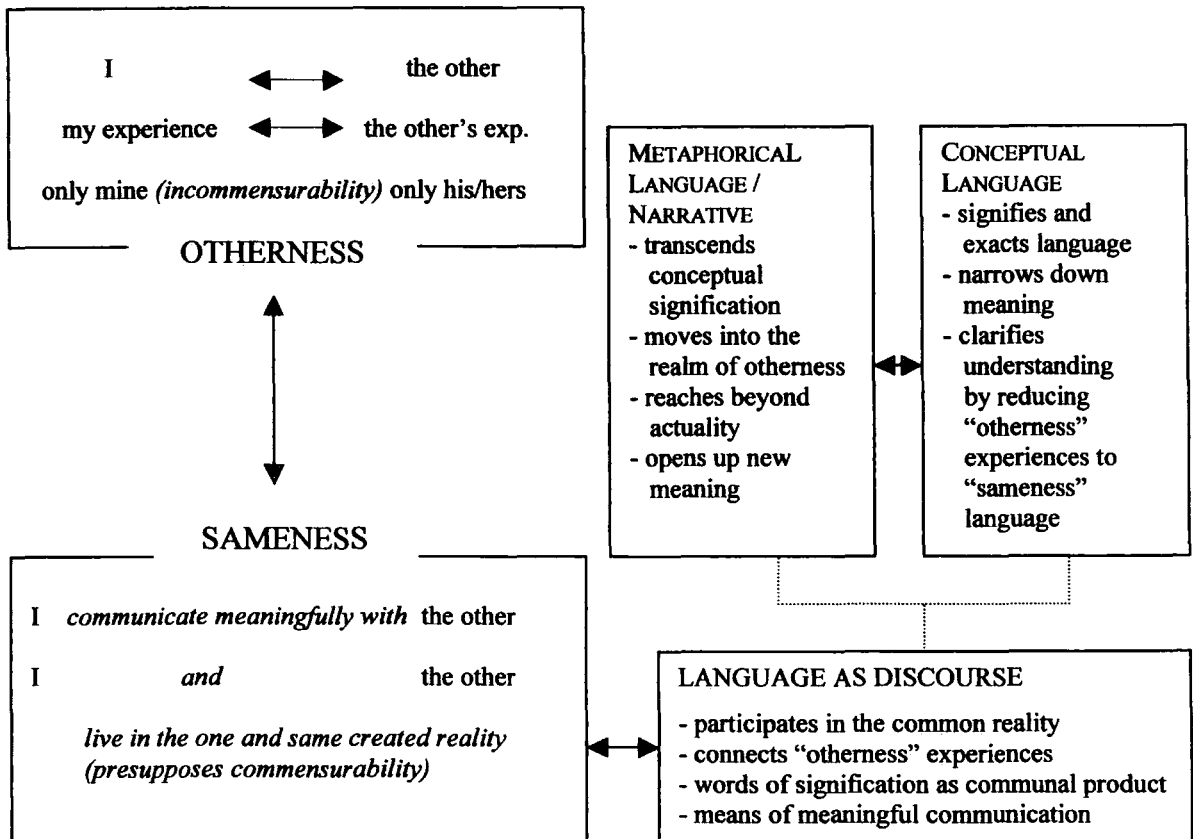 I the other
my experience the other's exp.
only mine (incommensurability) only his/hers
OTHERNESS
SAMENESS
I communicate meaningfully with the other
I and the other
live in the one and same created reality
(presupposes commensurability)
METAPHORICAL
LANGUAGE /
NARRATIVE
- transcends
conceptual
signification
- moves into the
realm of otherness
- reaches beyond
actuality
- opens up new
meaning
CONCEPTUAL
LANGUAGE
- signifies and
exacts language
- narrows down
meaning
- clarifies
understanding
by reducing
“otherness”
experiences to
“sameness”
language
LANGUAGE AS DISCOURSE
- participates in the common reality
- connects “otherness” experiences
- words of signification as communal product
- means of meaningful communication